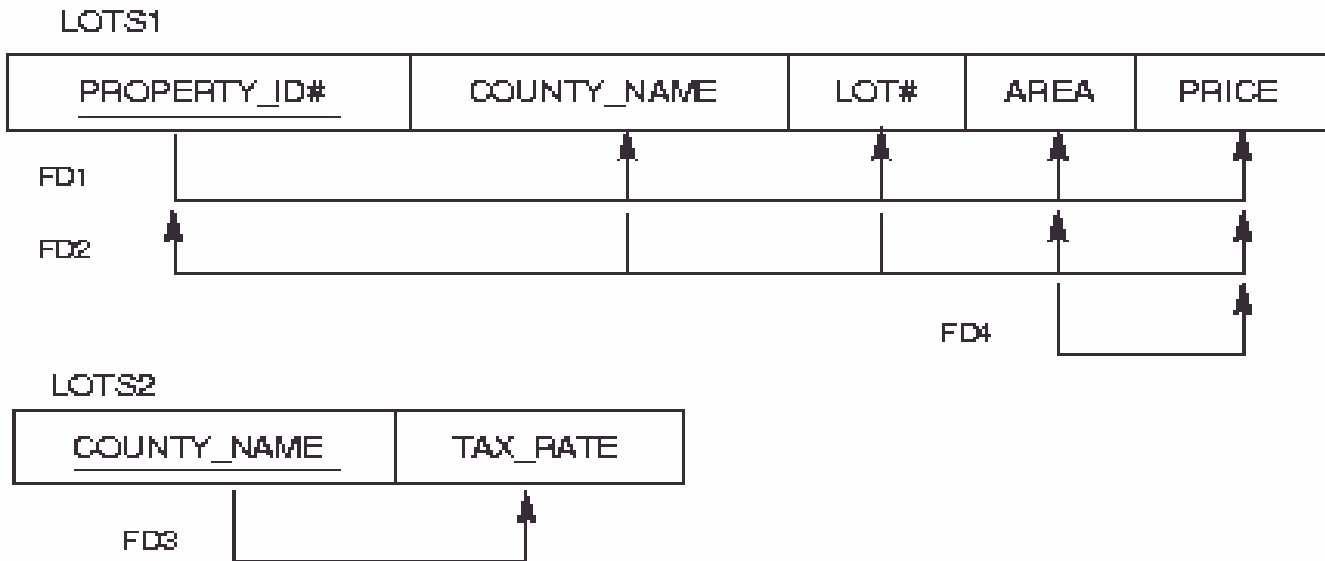 LOTS1
PROPERTY_ID# COUNTY_NAME LOT# AREA PRICE
FD1
FD2
FD4
LOTS2
COUNTY_NAME TAX_RATE
FD3